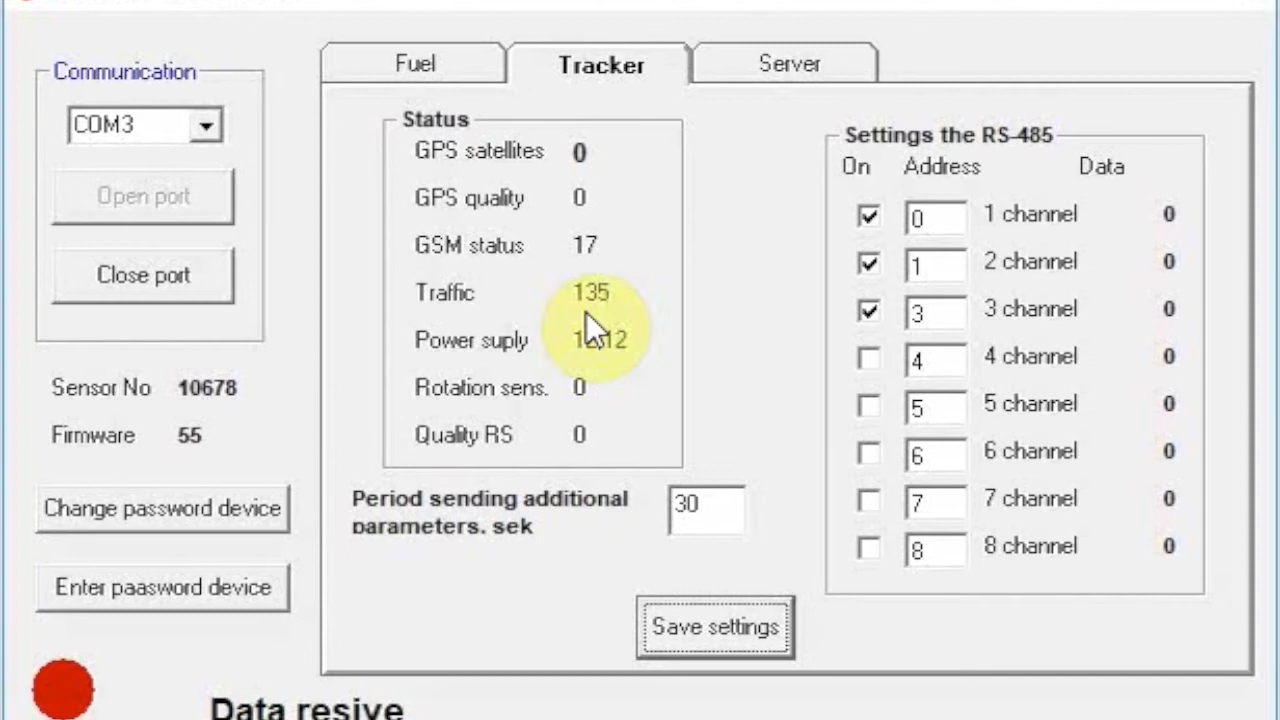 Communication
COM3
Open port
Close port
Sensor No 10678
Firmware 55
Change password device
Enter paasword device
Fuel
Tracker
Server
Status
GPS satellites 0
GPS quality 0
GSM status 17
Traffic 135
Power suply
Rotation sens. 0
Quality RS 0
Period sending additional 30
parameters. sek
Save settings
Settings the RS-485
On Address Data
0 1 channel 0
1 2 channel 0
3 3 channel 0
4 4 channel 0
5 5 channel 0
6 6 channel 0
7 7 channel 0
8 8 channel 0
Data resive